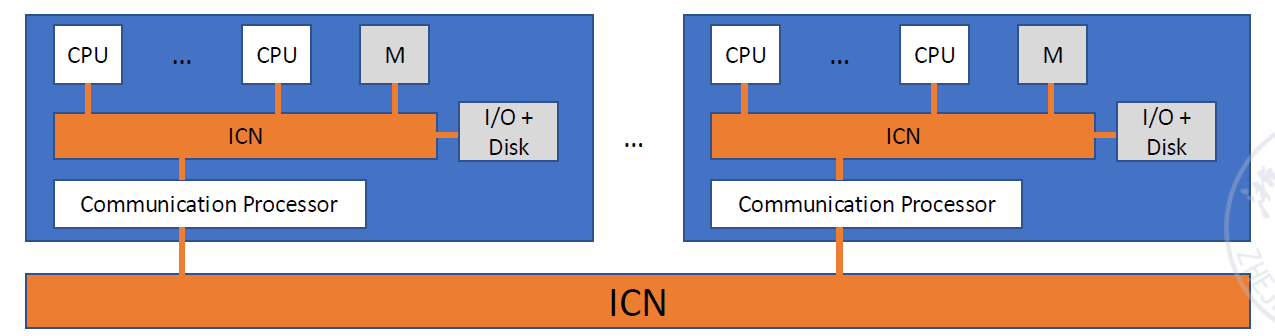 CPU
...
CPU
M
ICN
I/O +
Disk
Communication Processor
...
CPU
...
CPU
M
ICN
I/O +
Disk
Communication Processor
ICN